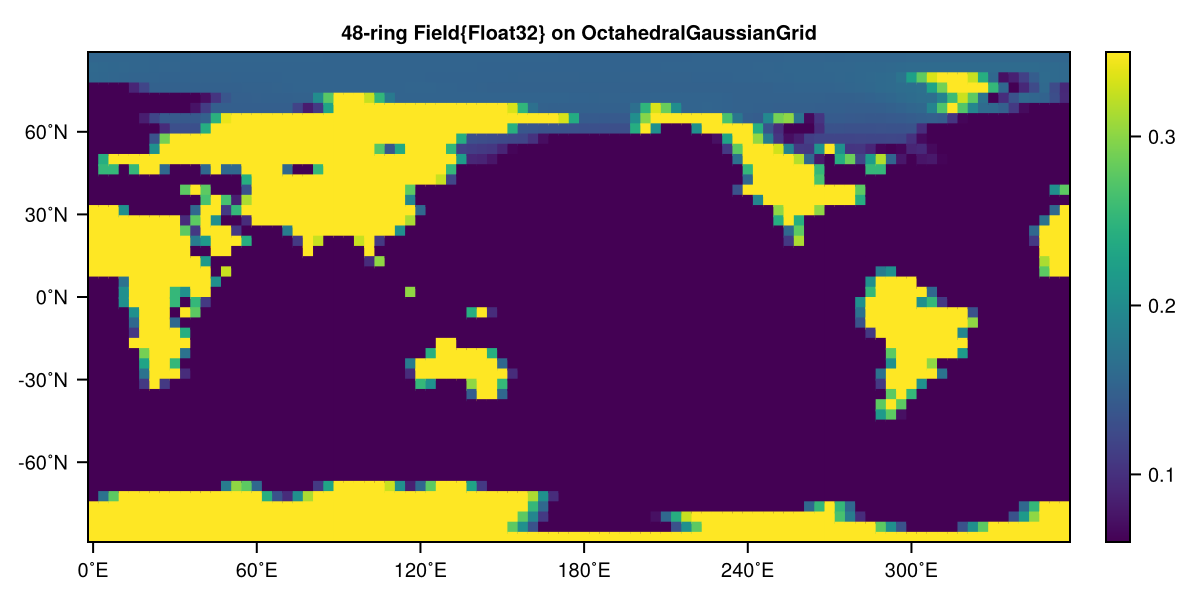 48-ring Field{Float32} on OctahedralGaussianGrid
60˚N
30˚N
0˚N
-30˚N
-60˚N
0˚E
60˚E
120˚E
180˚E
240˚E
300˚E
0.3
0.2
0.1